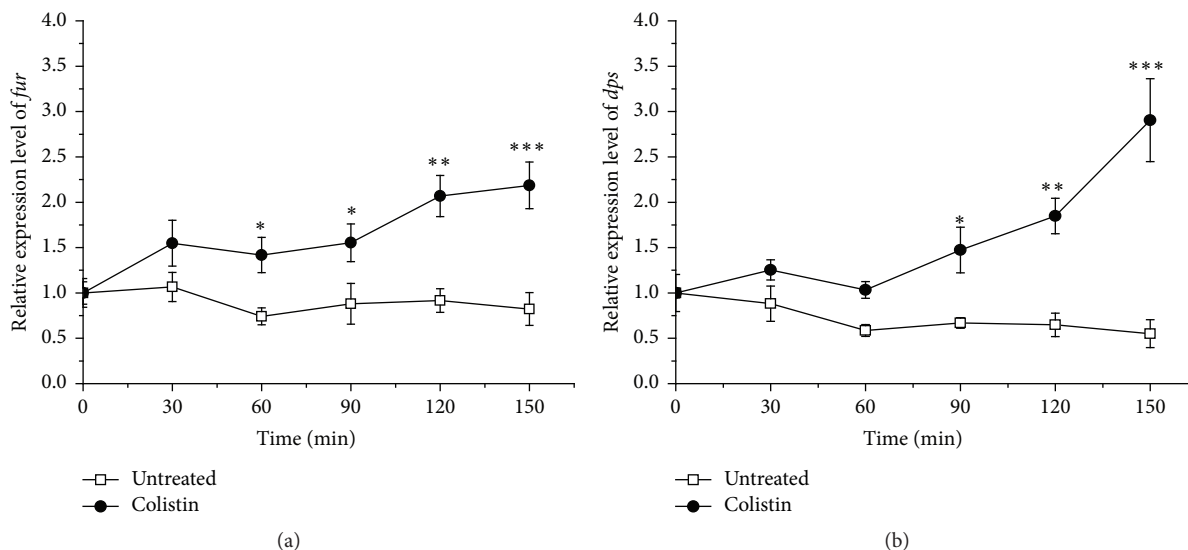 Relative expression level of fur
4.0
3.5
3.0
2.5
2.0
1.5
1.0
0.5
0.0
*
*
**
***
0 30 60 90 120 150
Time (min)
Untreated
Colistin
(a)
Relative expression level of dps
4.0
3.5
3.0
2.5
2.0
1.5
1.0
0.5
0.0
*
**
***
0 30 60 90 120 150
Time (min)
Untreated
Colistin
(b)